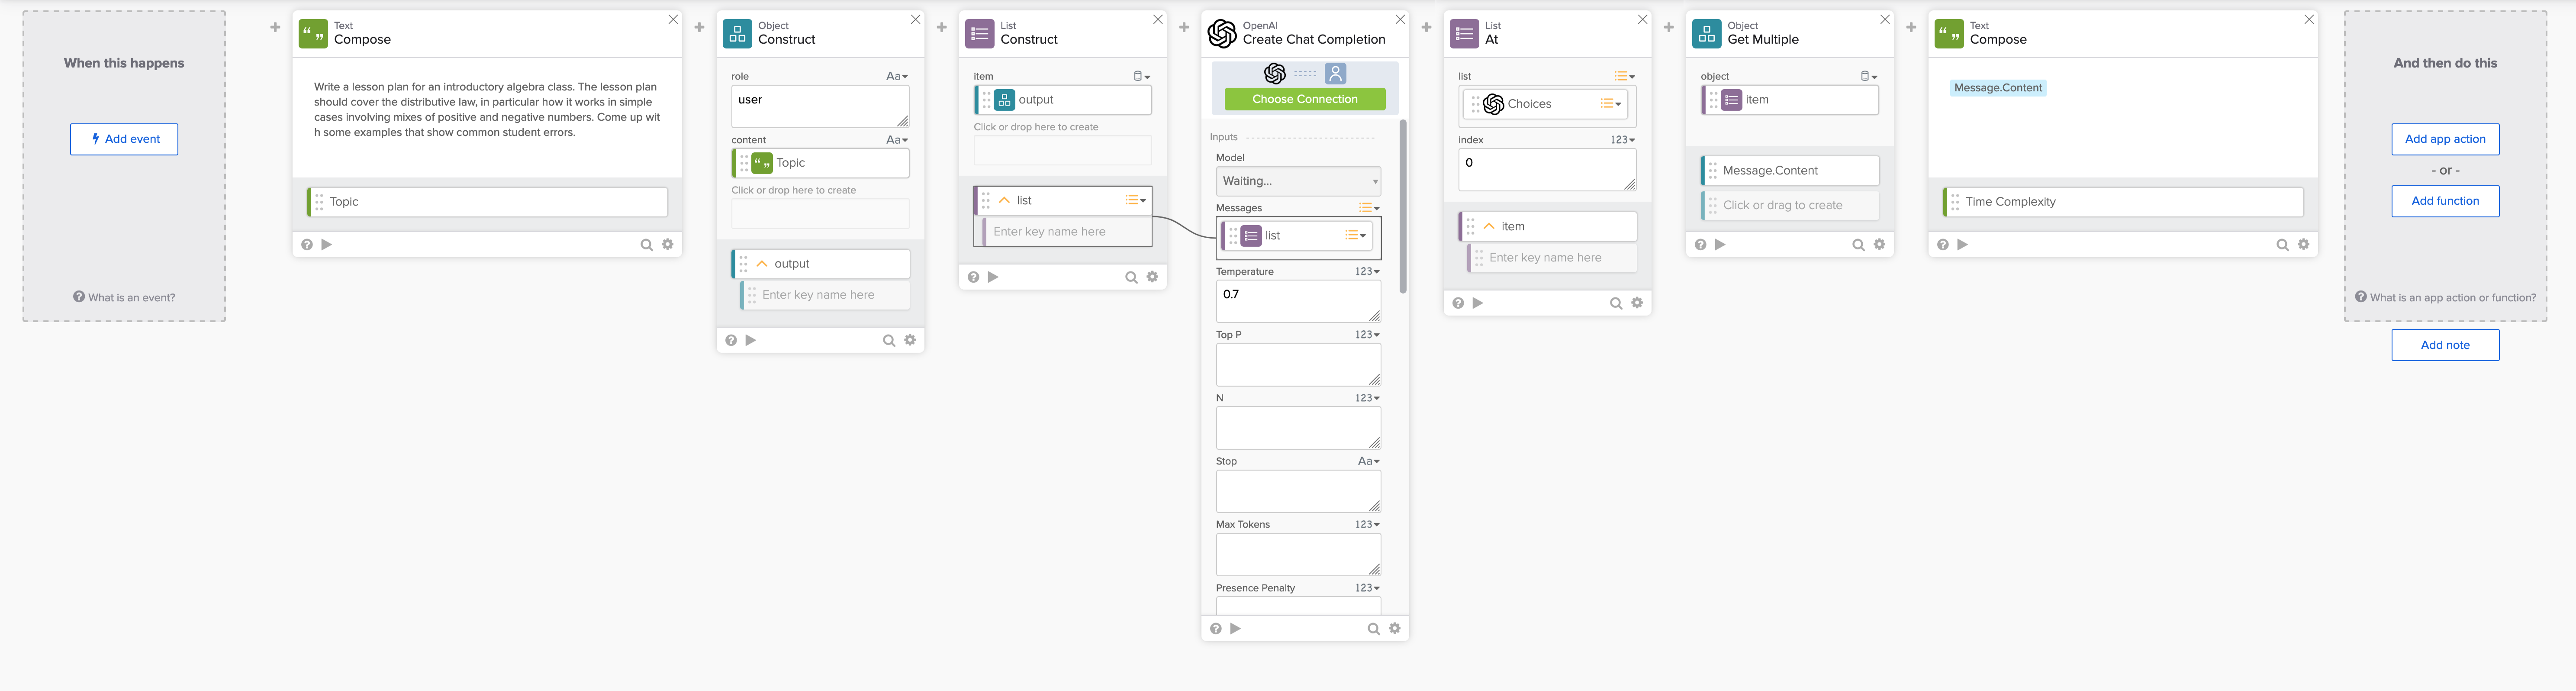 When this happens
Add event
What is an event?
Text
Compose
Write a lesson plan for an introductory algebra class. The lesson plan
should cover the distributive law, in particular how it works in simple
cases involving mixes of positive and negative numbers. Come up wit
h some examples that show common student errors.
Topic
Object
Construct
role
Aa
user
content
Aa
Topic
Click or drop here to create
output
Enter key name here
List
Construct
item
output
Click or drop here to create
list
Enter key name here
OpenAI
Create Chat Completion
Choose Connection
Inputs
Model
Waiting...
Messages
list
Temperature
123
0.7
Top P
123
N
123
Stop
Aa
Max Tokens
123
Presence Penalty
123
List
At
list
Choices
index
123
0
item
Enter key name here
Object
Get Multiple
object
item
Message.Content
Click or drag to create
Text
Compose
Message.Content
Time Complexity
And then do this
Add app action
- or -
Add function
What is an app action or function?
Add note